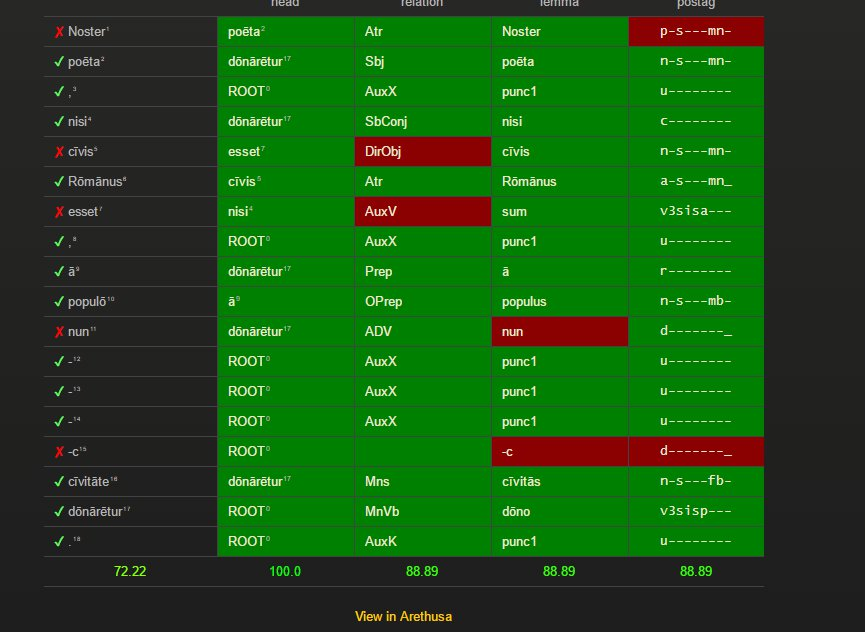 head relation lemma postag
✗ Noster1 poēta2 Atr Noster p-s---mn-
✓ poēta2 dōnārētur17 Sbj poēta n-s---mn-
✓ ,3 ROOT0 AuxX punc1 u--------
✓ nisi4 dōnārētur17 SbConj nisi c--------
✗ cīvis5 esset7 DirObj cīvis n-s---mn-
✓ Rōmānus6 cīvis5 Atr Rōmānus a-s---mn_
✗ esset7 nisi4 AuxV sum v3sisa---
✓ ,8 ROOT0 AuxX punc1 u--------
✓ ā9 dōnārētur17 Prep ā r--------
✓ populō10 ā9 OPrep populus n-s---mb-
✗ nun11 dōnārētur17 ADV nun d-------_
✓ -12 ROOT0 AuxX punc1 u--------
✓ -13 ROOT0 AuxX punc1 u--------
✓ -14 ROOT0 AuxX punc1 u--------
✗ -c15 ROOT0 -c d-------_
✓ cīvitāte16 dōnārētur17 Mns cīvitās n-s---fb-
✓ dōnārētur17 ROOT0 MnVb dōno v3sisp---
✓ .18 ROOT0 AuxK punc1 u--------
72.22 100.0 88.89 88.89 88.89
View in Arethusa